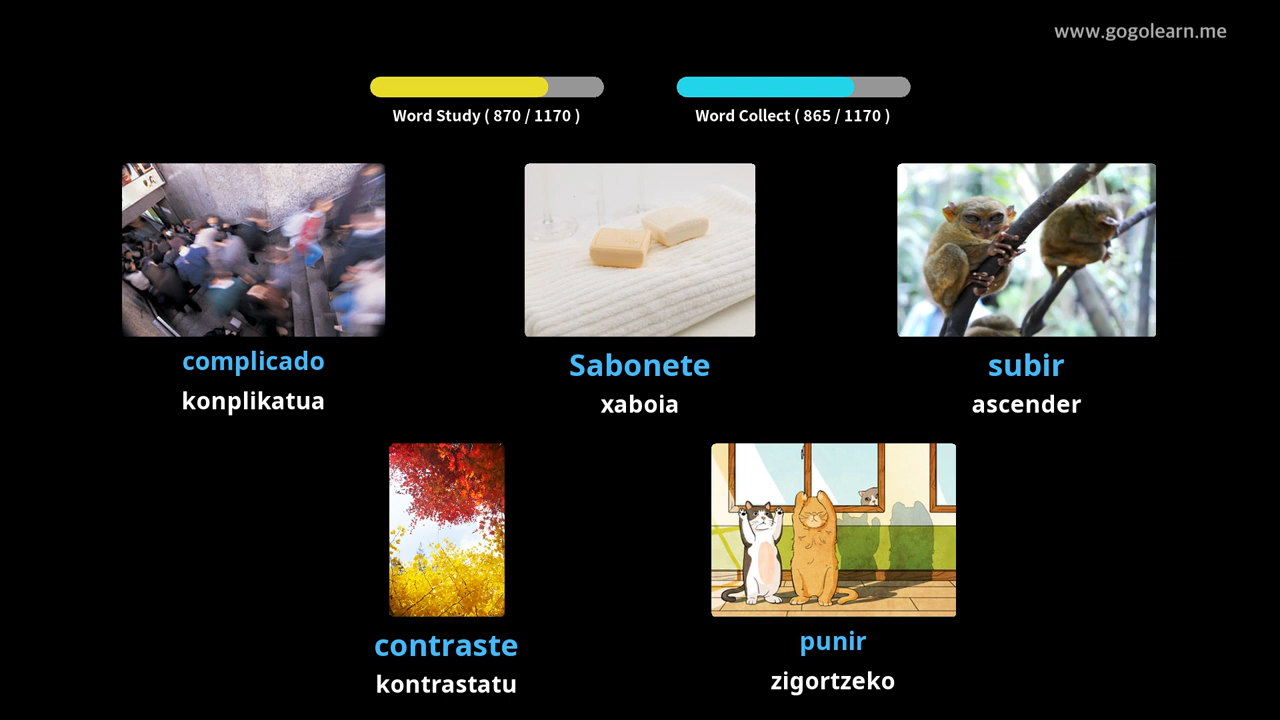 www.gogolearn.me
Word Study ( 870 / 1170 )
Word Collect ( 865 / 1170 )
complicado
konplikatua
Sabonete
xaboia
subir
ascender
contraste
kontrastatu
punir
zigortzeko